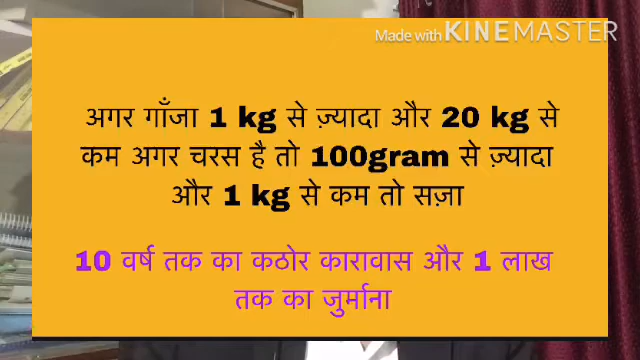 Made with KINEMASTER
अगर गाँजा 1 kg से ज़्यादा और 20 kg से
कम अगर चरस है तो 100gram से ज़्यादा
और 1 kg से कम तो सज़ा
10 वर्ष तक का कठोर कारावास और 1 लाख
तक का जुर्माना